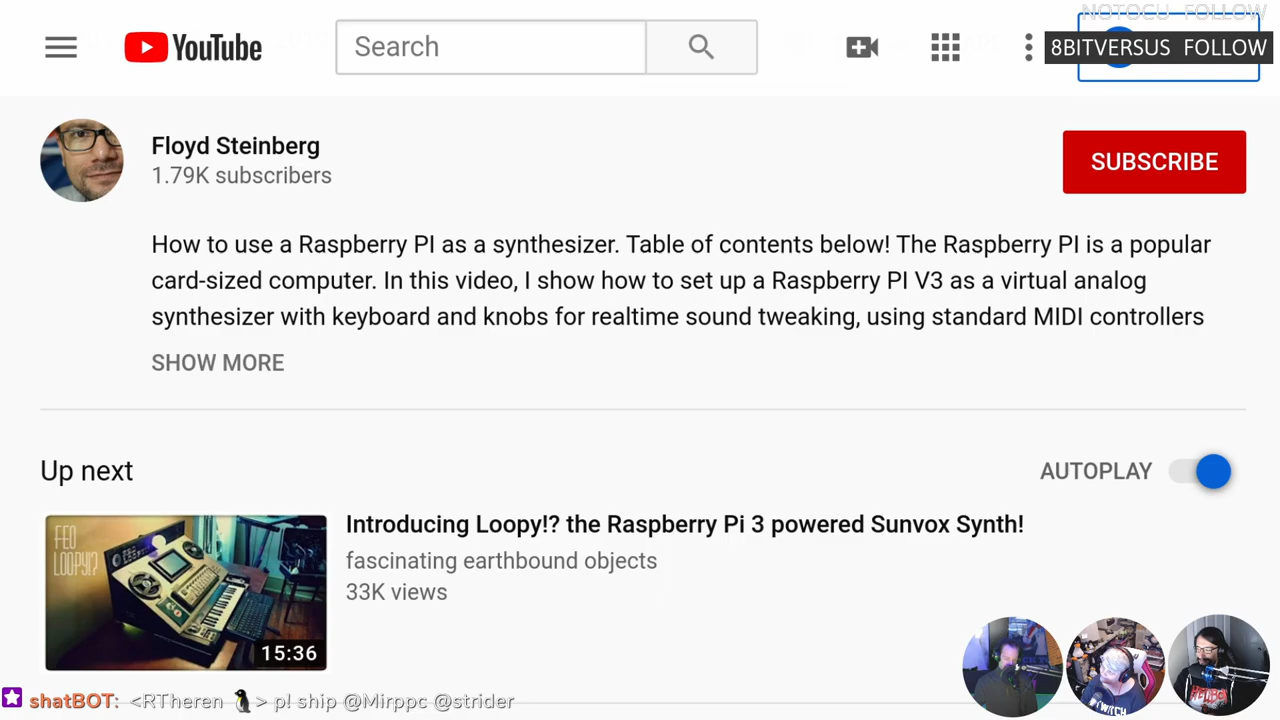 NOTOCU FOLLOW
YouTube
Search
8BITVERSUS FOLLOW
Floyd Steinberg
1.79K subscribers
SUBSCRIBE
How to use a Raspberry PI as a synthesizer. Table of contents below! The Raspberry PI is a popular
card-sized computer. In this video, I show how to set up a Raspberry PI V3 as a virtual analog
synthesizer with keyboard and knobs for realtime sound tweaking, using standard MIDI controllers
SHOW MORE
Up next
AUTOPLAY
FEO
LOOPY!?
15:36
Introducing Loopy!? the Raspberry Pi 3 powered Sunvox Synth!
fascinating earthbound objects
33K views
shatBOT: <RTheren 🐧> p! ship @Mirppc @strider